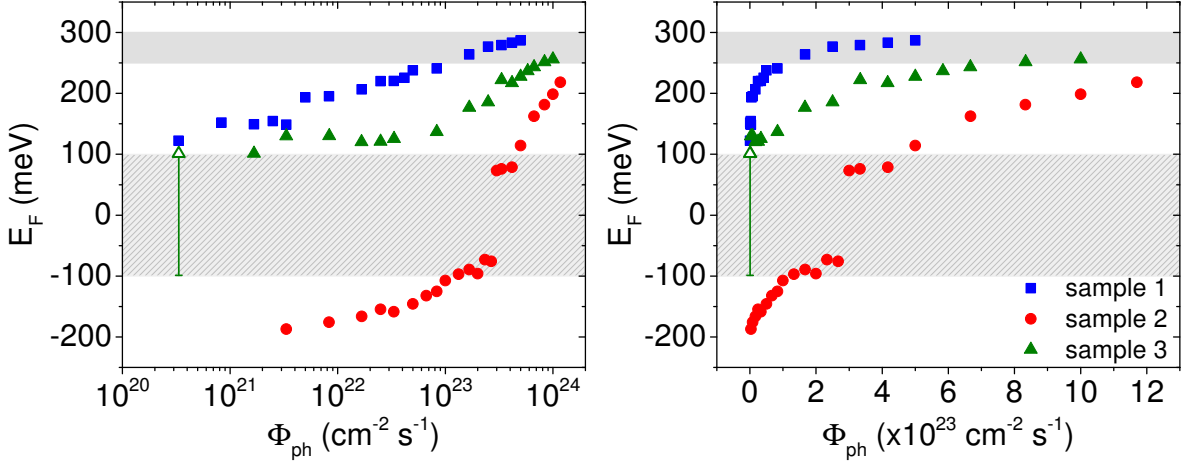 300
200
100
0
-100
-200
E_F (meV)
10^20 10^21 10^22 10^23 10^24
Φ_ph (cm^-2 s^-1)
300
200
100
0
-100
-200
E_F (meV)
sample 1
sample 2
sample 3
0 2 4 6 8 10 12
Φ_ph (x10^23 cm^-2 s^-1)